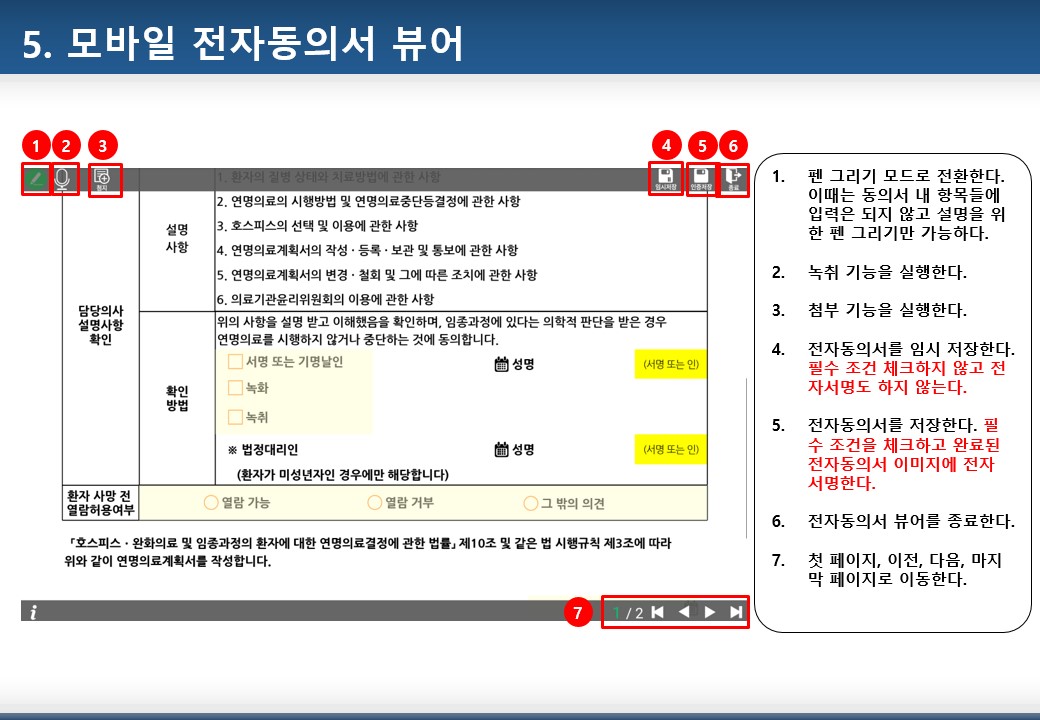 5. 모바일 전자동의서 뷰어
1 2 3 4 5 6
첨지 임시저장 인증저장 종료
1. 환자의 질병 상태와 치료방법에 관한 사항
2. 연명의료의 시행방법 및 연명의료중단등결정에 관한 사항
설명
사항
3. 호스피스의 선택 및 이용에 관한 사항
4. 연명의료계획서의 작성 · 등록 · 보관 및 통보에 관한 사항
5. 연명의료계획서의 변경 · 철회 및 그에 따른 조치에 관한 사항
6. 의료기관윤리위원회의 이용에 관한 사항
담당의사
설명사항
확인
위의 사항을 설명 받고 이해했음을 확인하며, 임종과정에 있다는 의학적 판단을 받은 경우
연명의료를 시행하지 않거나 중단하는 것에 동의합니다.
확인
방법
서명 또는 기명날인 성명 (서명 또는 인)
녹화
녹취
※ 법정대리인 성명 (서명 또는 인)
(환자가 미성년자인 경우에만 해당합니다)
환자 사망 전
열람허용여부
열람 가능 열람 거부 그 밖의 의견
「호스피스 · 완화의료 및 임종과정의 환자에 대한 연명의료결정에 관한 법률」 제10조 및 같은 법 시행규칙 제3조에 따라
위와 같이 연명의료계획서를 작성합니다.
i 7 1 / 2
1. 펜 그리기 모드로 전환한다.
이때는 동의서 내 항목들에
입력은 되지 않고 설명을 위
한 펜 그리기만 가능하다.
2. 녹취 기능을 실행한다.
3. 첨부 기능을 실행한다.
4. 전자동의서를 임시 저장한다.
필수 조건 체크하지 않고 전
자서명도 하지 않는다.
5. 전자동의서를 저장한다. 필
수 조건을 체크하고 완료된
전자동의서 이미지에 전자
서명한다.
6. 전자동의서 뷰어를 종료한다.
7. 첫 페이지, 이전, 다음, 마지
막 페이지로 이동한다.